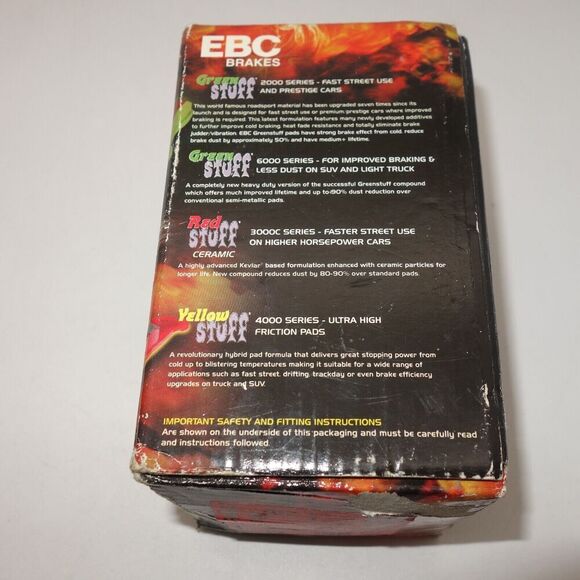 EBC
BRAKES
Green STUFF 2000 SERIES - FAST STREET USE
AND PRESTIGE CARS
This world famous roadsport material has been upgraded seven times since its
launch and is designed for fast street use or premium prestige cars where improved
braking is required. This latest formulation features many newly developed additives
to further improve cold braking, heat fade resistance and totally eliminate brake
judder/vibration. EBC Greenstuff pads have strong brake effect from cold, reduce
brake dust by approximately 50% and have medium+ lifetime.
Green STUFF 6000 SERIES - FOR IMPROVED BRAKING &
LESS DUST ON SUV AND LIGHT TRUCK
A completely new heavy duty version of the successful Greenstuff compound
which offers much improved lifetime and up to 90% dust reduction over
conventional semi-metallic pads.
Red STUFF 3000C SERIES - FASTER STREET USE
CERAMIC ON HIGHER HORSEPOWER CARS
A highly advanced Kevlar® based formulation enhanced with ceramic particles for
longer life. New compound reduces dust by 80-90% over standard pads.
Yellow STUFF 4000 SERIES - ULTRA HIGH
FRICTION PADS
A revolutionary hybrid pad formula that delivers great stopping power from
cold up to blistering temperatures making it suitable for a wide range of
applications such as fast street, drifting, trackday or even brake efficiency
upgrades on truck and SUV.
IMPORTANT SAFETY AND FITTING INSTRUCTIONS
Are shown on the underside of this packaging and must be carefully read
and instructions followed.